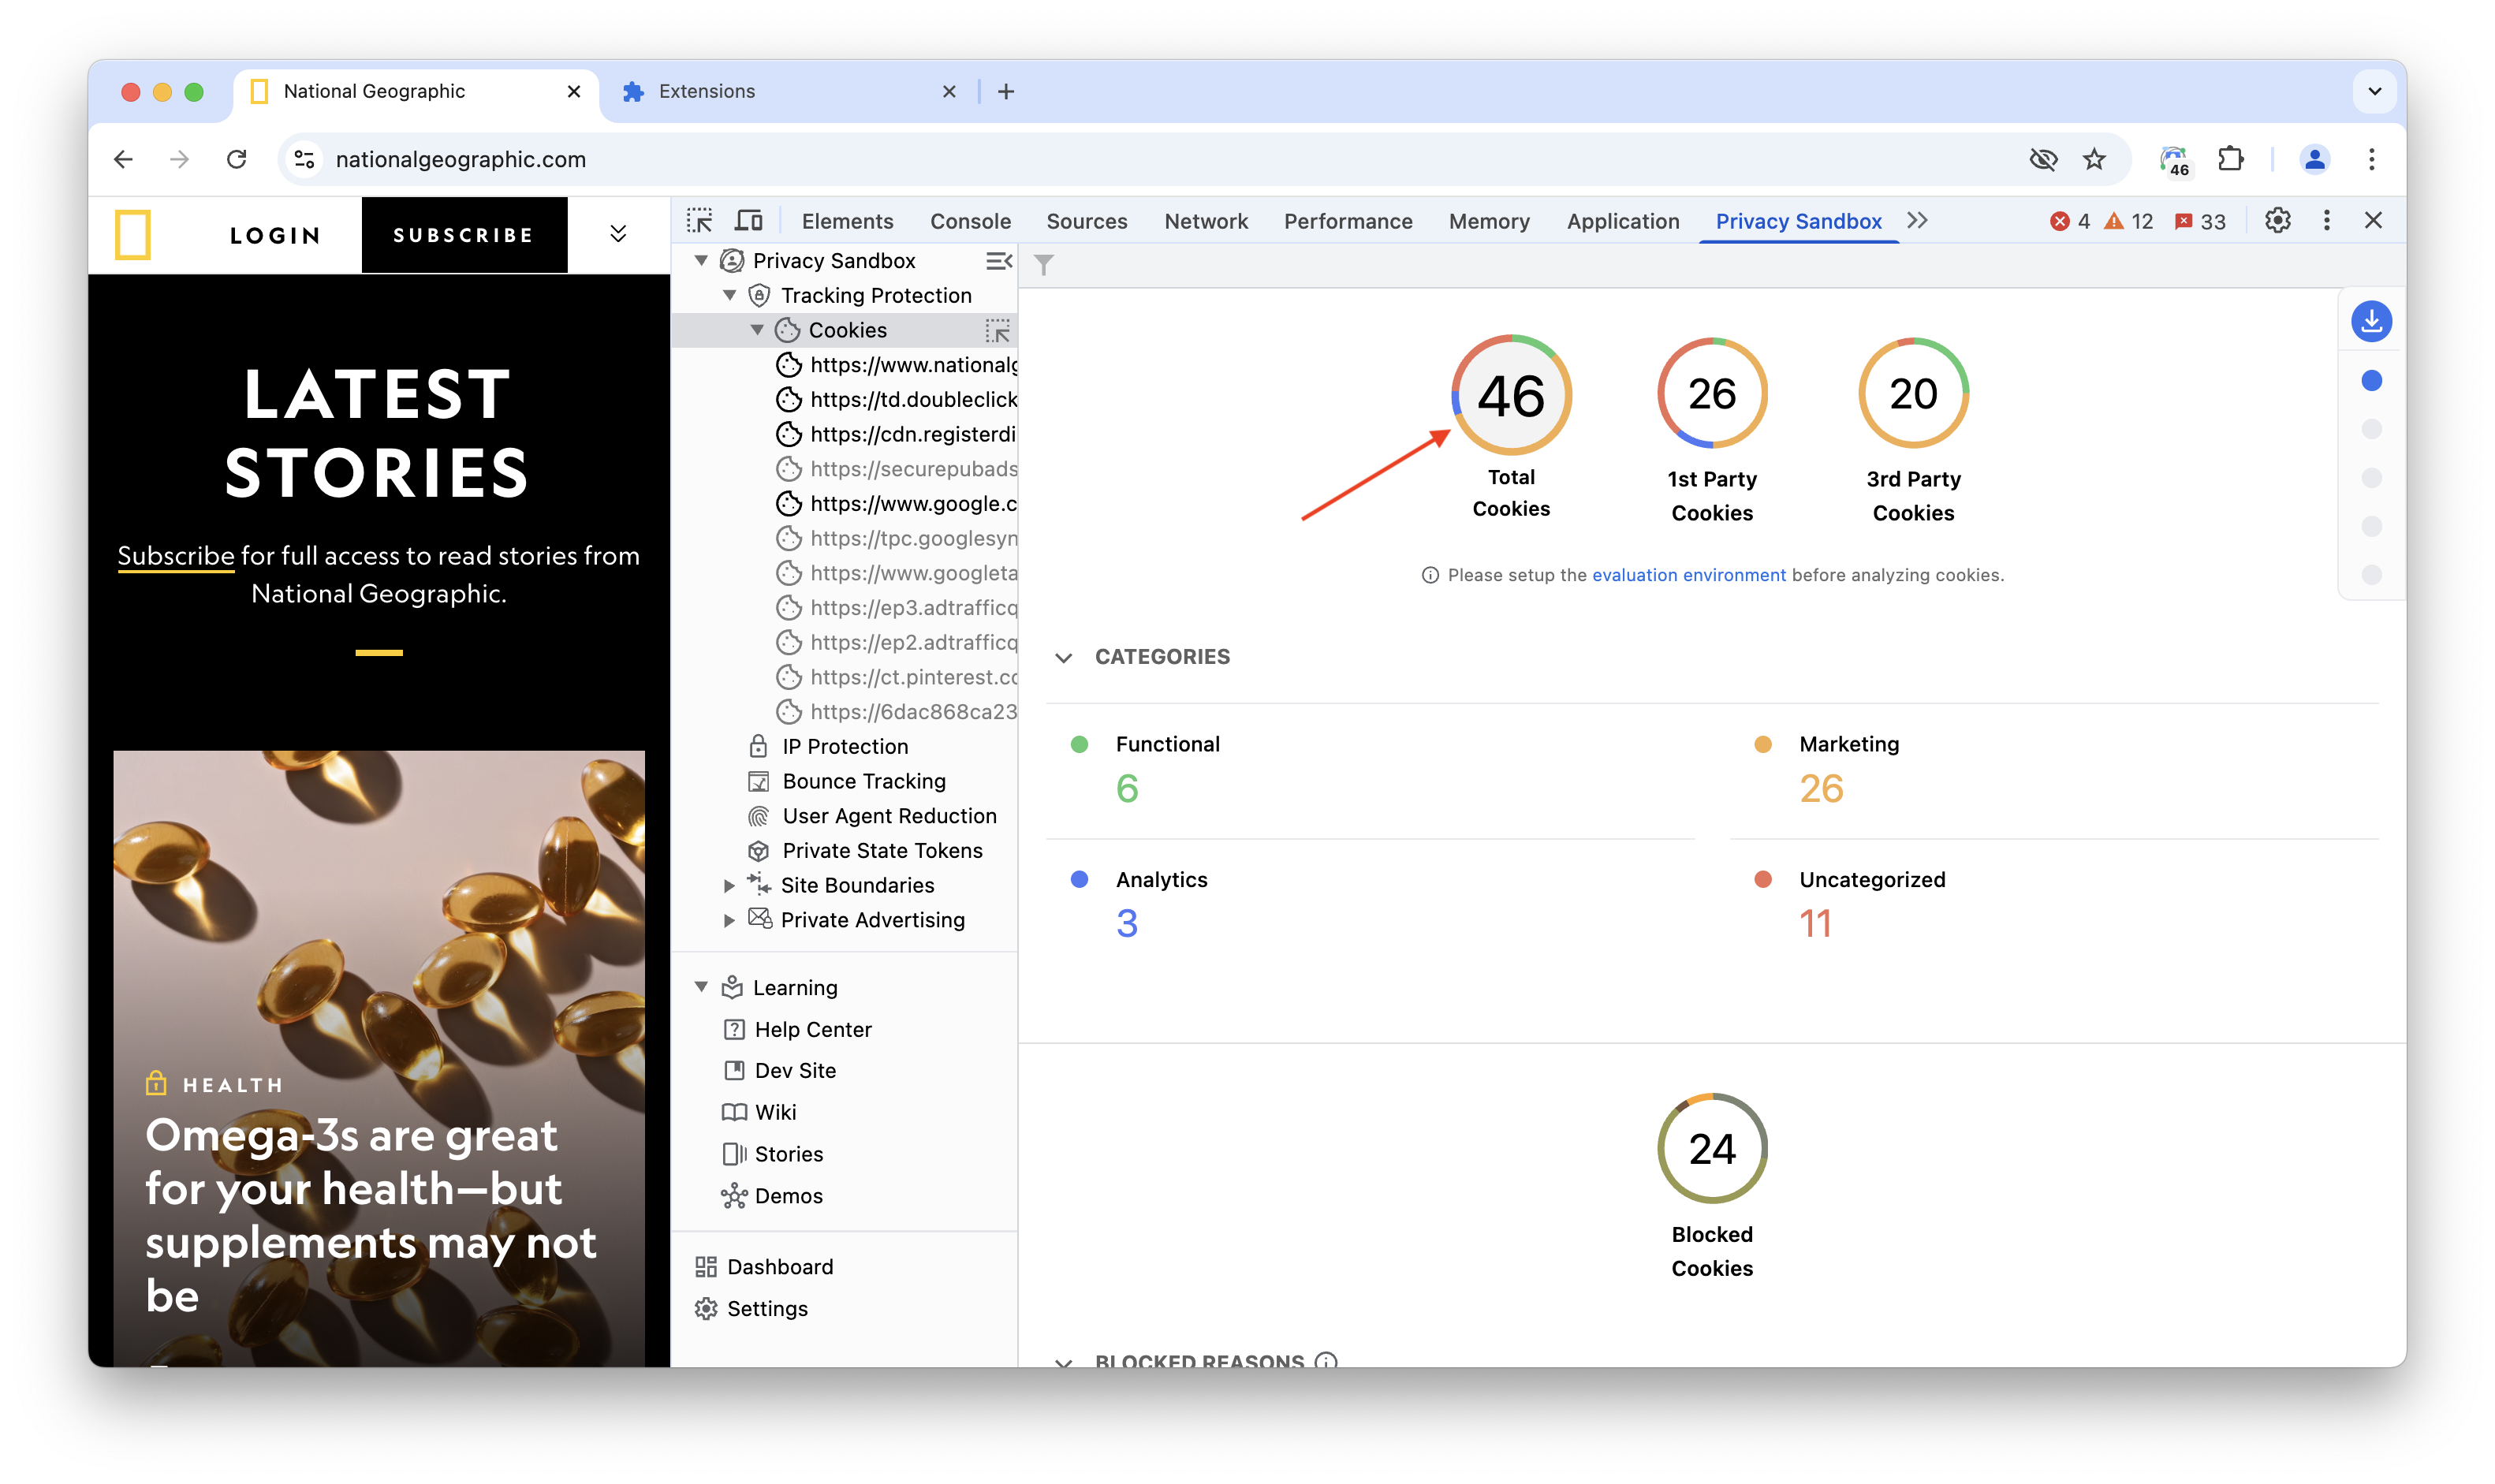 National Geographic
Extensions
nationalgeographic.com
46
LOGIN
SUBSCRIBE
LATEST
STORIES
Subscribe for full access to read stories from
National Geographic.
HEALTH
Omega-3s are great
for your health—but
supplements may not
be
Elements
Console
Sources
Network
Performance
Memory
Application
Privacy Sandbox
4
12
33
Privacy Sandbox
Tracking Protection
Cookies
https://www.nationalg
https://td.doubleclick
https://cdn.registerdi
https://securepubads
https://www.google.c
https://tpc.googlesyn
https://www.googleta
https://ep3.adtrafficq
https://ep2.adtrafficq
https://ct.pinterest.co
https://6dac868ca23
IP Protection
Bounce Tracking
User Agent Reduction
Private State Tokens
Site Boundaries
Private Advertising
Learning
Help Center
Dev Site
Wiki
Stories
Demos
Dashboard
Settings
46
Total
Cookies
26
1st Party
Cookies
20
3rd Party
Cookies
Please setup the evaluation environment before analyzing cookies.
CATEGORIES
Functional
6
Marketing
26
Analytics
3
Uncategorized
11
24
Blocked
Cookies
BLOCKED REASONS